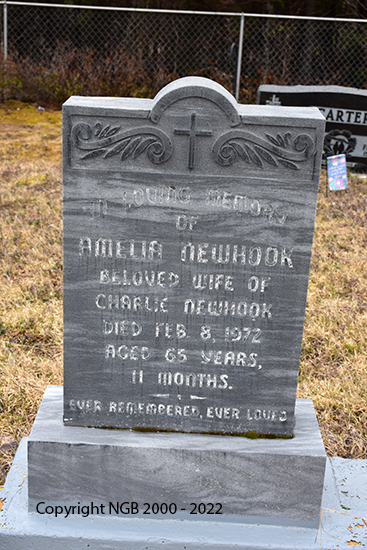 IN LOVING MEMORY
OF
AMELIA NEWHOOK
BELOVED WIFE OF
CHARLIE NEWHOOK
DIED FEB. 8, 1972
AGED 65 YEARS,
11 MONTHS.
EVER REMEMBERED, EVER LOVED
CARTER
Copyright NGB 2000 - 2022